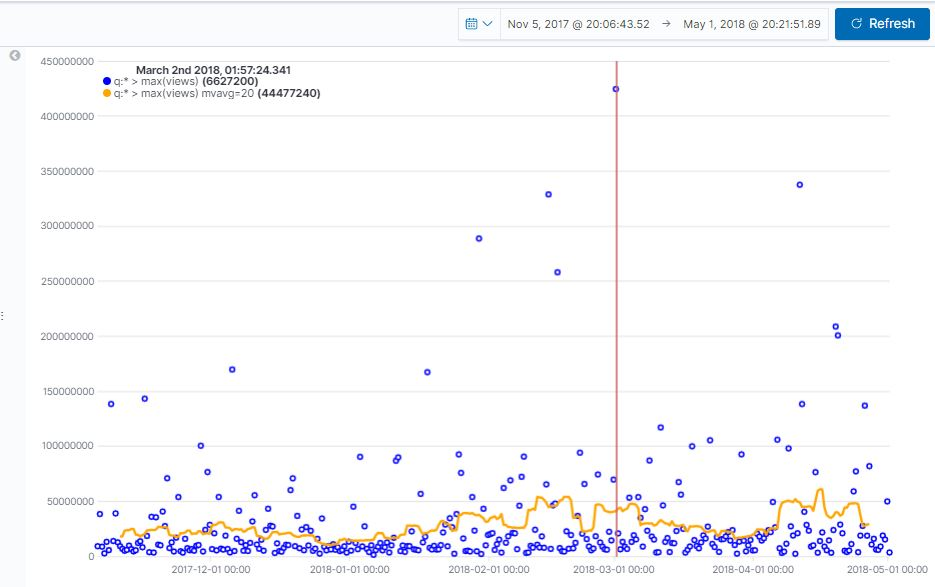 Nov 5, 2017 @ 20:06:43.52 → May 1, 2018 @ 20:21:51.89 Refresh
450000000
March 2nd 2018, 01:57:24.341
q:* > max(views) (6627200)
q:* > max(views) mvavg=20 (44477240)
400000000
350000000
300000000
250000000
200000000
150000000
100000000
50000000
0
2017-12-01 00:00 2018-01-01 00:00 2018-02-01 00:00 2018-03-01 00:00 2018-04-01 00:00 2018-05-01 00:00